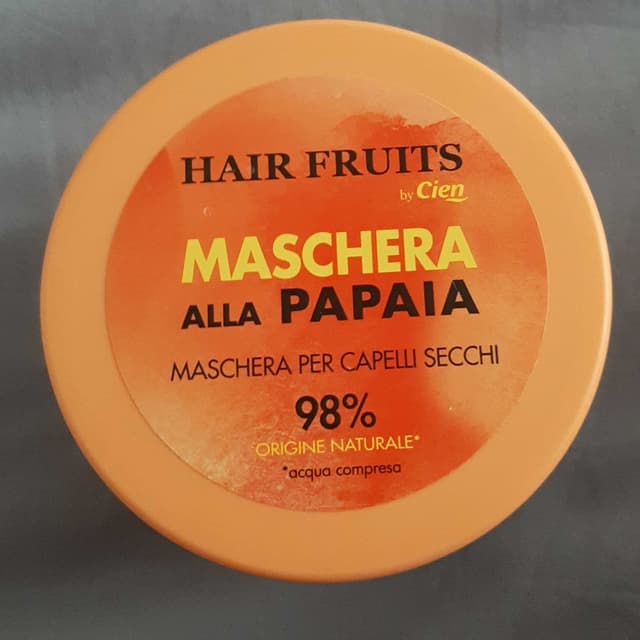 HAIR FRUITS
by Cien
MASCHERA
ALLA PAPAIA
MASCHERA PER CAPELLI SECCHI
98%
ORIGINE NATURALE*
*acqua compresa